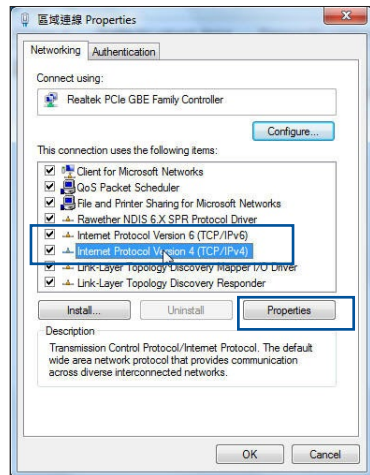 區域連線 Properties
Networking Authentication
Connect using:
Realtek PCIe GBE Family Controller
Configure...
This connection uses the following items:
Client for Microsoft Networks
QoS Packet Scheduler
File and Printer Sharing for Microsoft Networks
Rawether NDIS 6.X SPR Protocol Driver
Internet Protocol Version 6 (TCP/IPv6)
Internet Protocol Version 4 (TCP/IPv4)
Link-Layer Topology Discovery Mapper I/O Driver
Link-Layer Topology Discovery Responder
Install... Uninstall Properties
Description
Transmission Control Protocol/Internet Protocol. The default
wide area network protocol that provides communication
across diverse interconnected networks.
OK Cancel